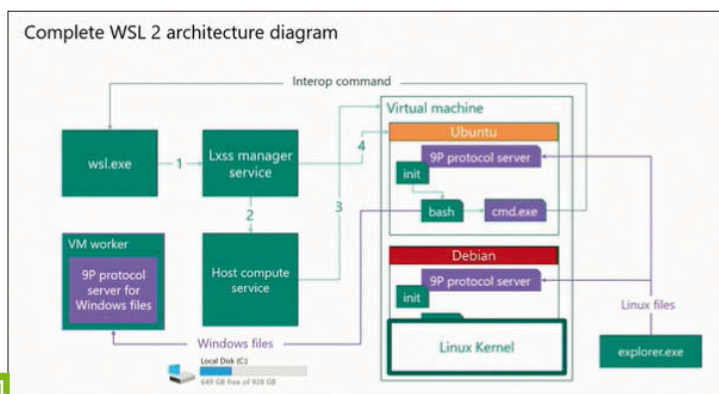 Complete WSL 2 architecture diagram
Interop command
Virtual machine
Ubuntu
9P protocol server
init
bash
cmd.exe
wsl.exe
1
Lxss manager
service
4
2
3
Host compute
service
VM worker
9P protocol
server for
Windows files
Debian
9P protocol server
init
Linux Kernel
Linux files
explorer.exe
Windows files
Local Disk (C:)
649 GB free of 928 GB
1